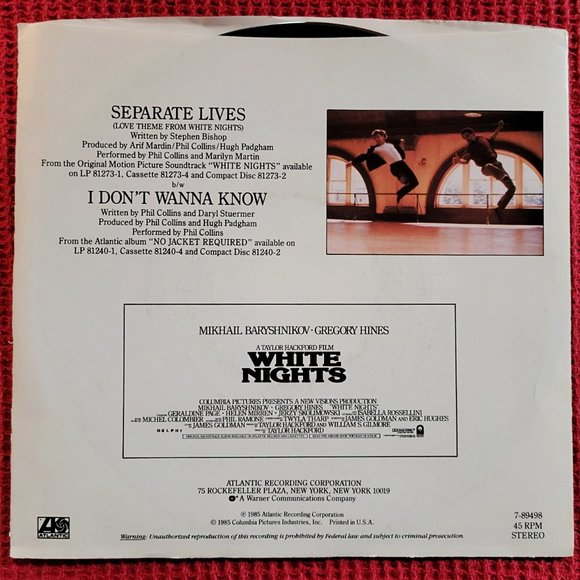 SEPARATE LIVES
(LOVE THEME FROM WHITE NIGHTS)
Written by Stephen Bishop
Produced by Arif Mardin/Phil Collins/Hugh Padgham
Performed by Phil Collins and Marilyn Martin
From the Original Motion Picture Soundtrack "WHITE NIGHTS" available
on LP 81273-1, Cassette 81273-4 and Compact Disc 81273-2
b/w
I DON'T WANNA KNOW
Written by Phil Collins and Daryl Stuermer
Produced by Phil Collins and Hugh Padgham
Performed by Phil Collins
From the Atlantic album "NO JACKET REQUIRED" available on
LP 81240-1, Cassette 81240-4 and Compact Disc 81240-2
MIKHAIL BARYSHNIKOV · GREGORY HINES
A TAYLOR HACKFORD FILM
WHITE
NIGHTS
COLUMBIA PICTURES PRESENTS A NEW VISIONS PRODUCTION
MIKHAIL BARYSHNIKOV · GREGORY HINES "WHITE NIGHTS"
GERALDINE PAGE · HELEN MIRREN · JERZY SKOLIMOWSKI ISABELLA ROSSELLINI
MICHEL COLOMBIER PHIL RAMONE TWYLA THARP JAMES GOLDMAN AND ERIC HUGHES
JAMES GOLDMAN TAYLOR HACKFORD AND WILLIAM S. GILMORE
DELPHI TAYLOR HACKFORD
ATLANTIC RECORDING CORPORATION
75 ROCKEFELLER PLAZA, NEW YORK, NEW YORK 10019
A Warner Communications Company
℗ 1985 Atlantic Recording Corporation
© 1985 Columbia Pictures Industries, Inc. Printed in U.S.A.
7-89498
45 RPM
STEREO
ATLANTIC
Warning: Unauthorized reproduction of this recording is prohibited by Federal law and subject to criminal prosecution.